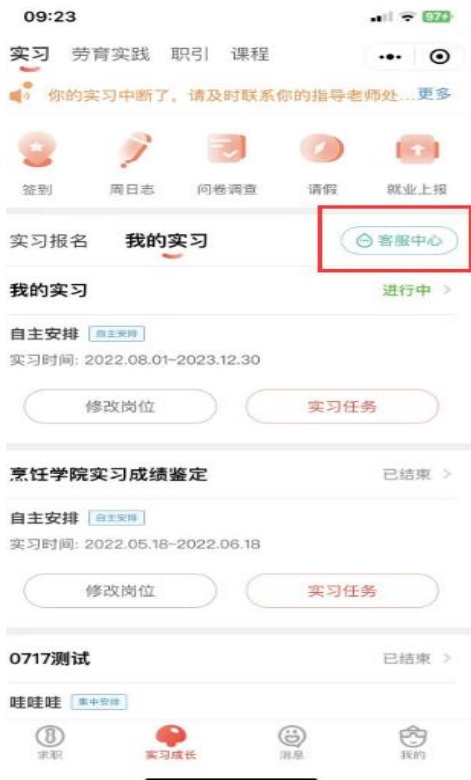 09:23
97
实习 劳育实践 职引 课程
你的实习中断了，请及时联系你的指导老师处...更多
签到 周日志 问卷调查 请假 就业上报
实习报名 我的实习 客服中心
我的实习 进行中 >
自主安排 自主安排
实习时间: 2022.08.01~2023.12.30
修改岗位 实习任务
烹饪学院实习成绩鉴定 已结束 >
自主安排 自主安排
实习时间: 2022.05.18~2022.06.18
修改岗位 实习任务
0717测试 已结束 >
哇哇哇 集中安排
求职 实习成长 消息 我的